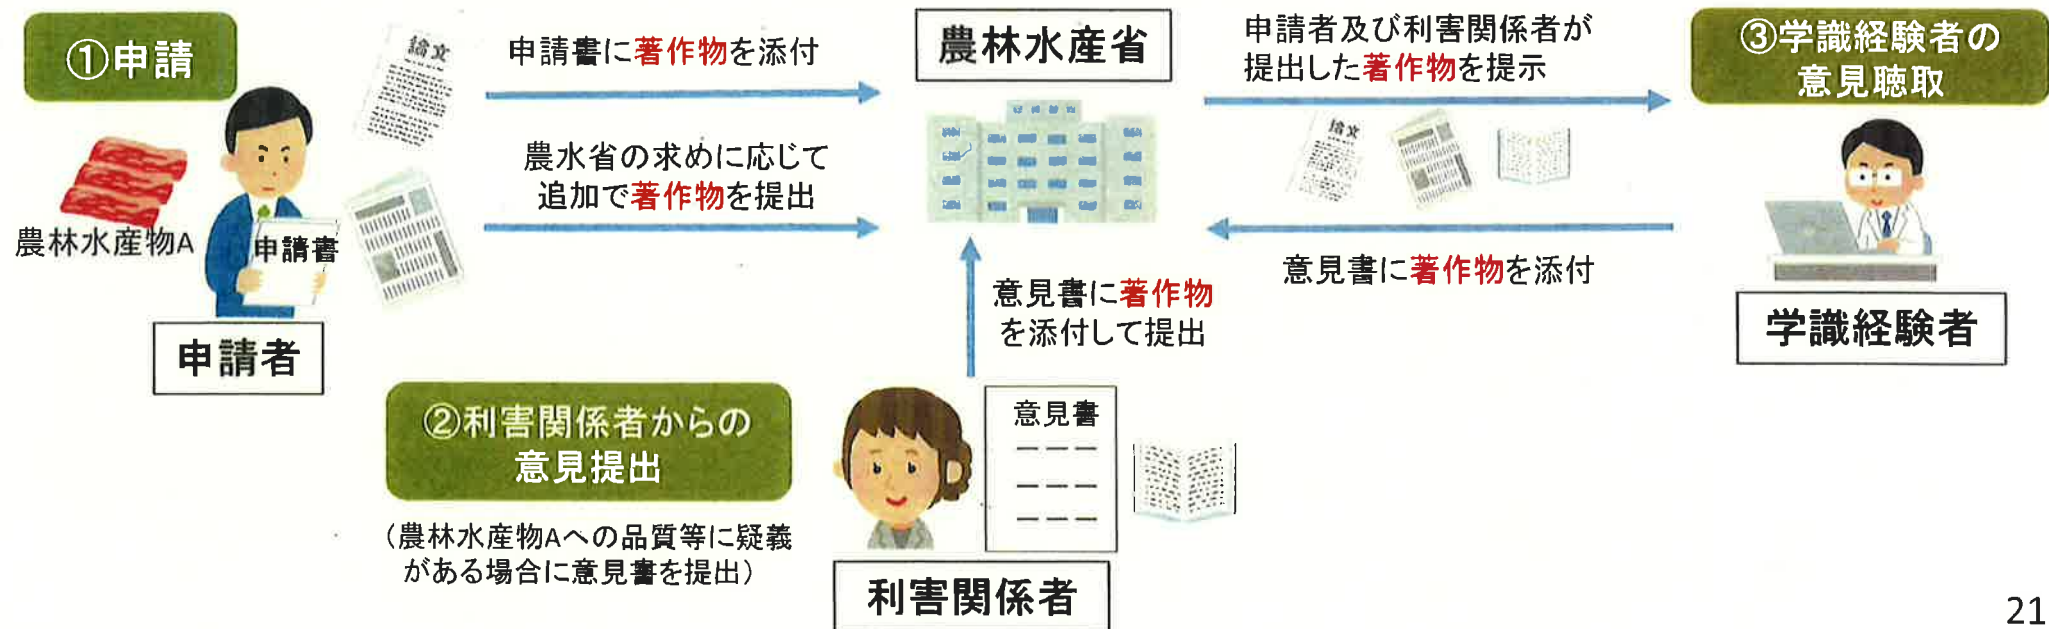 ①申請
論文
農林水産物A
申請書
申請者
申請書に著作物を添付
農水省の求めに応じて
追加で著作物を提出
農林水産省
②利害関係者からの
意見提出
（農林水産物Aへの品質等に疑義
がある場合に意見書を提出）
意見書に著作物
を添付して提出
意見書
利害関係者
申請者及び利害関係者が
提出した著作物を提示
論文
意見書に著作物を添付
③学識経験者の
意見聴取
学識経験者
21